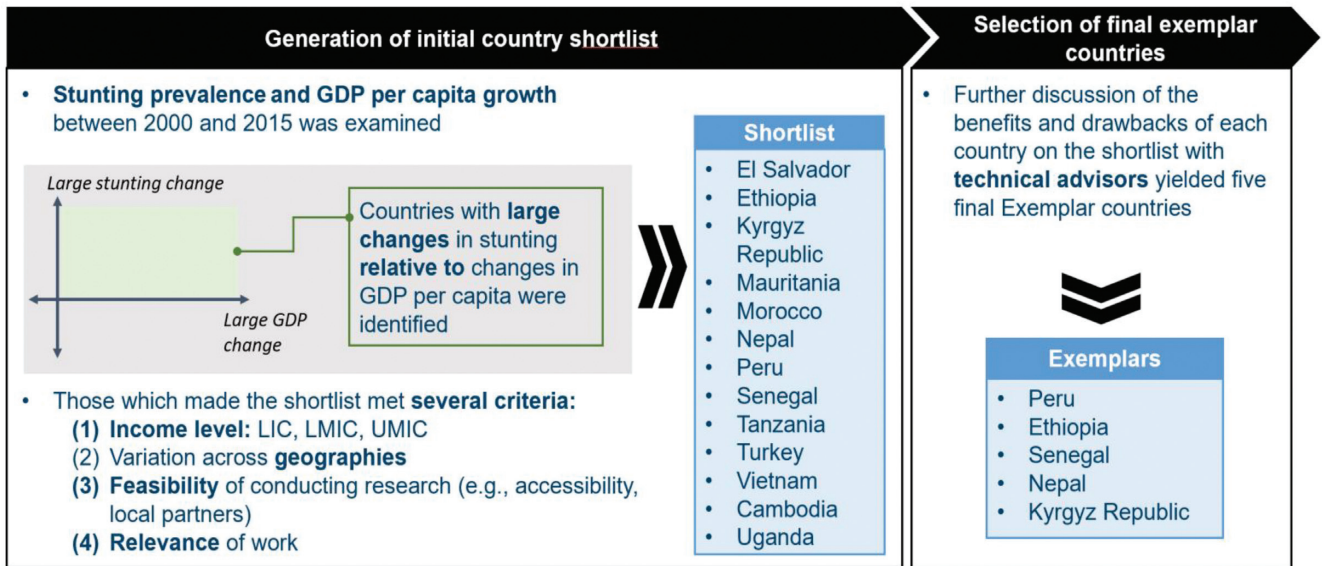 Generation of initial country shortlist
• Stunting prevalence and GDP per capita growth
between 2000 and 2015 was examined
Large stunting change
Large GDP
change
Countries with large
changes in stunting
relative to changes in
GDP per capita were
identified
• Those which made the shortlist met several criteria:
(1) Income level: LIC, LMIC, UMIC
(2) Variation across geographies
(3) Feasibility of conducting research (e.g., accessibility,
local partners)
(4) Relevance of work
Shortlist
• El Salvador
• Ethiopia
• Kyrgyz
Republic
• Mauritania
• Morocco
• Nepal
• Peru
• Senegal
• Tanzania
• Turkey
• Vietnam
• Cambodia
• Uganda
Selection of final exemplar
countries
• Further discussion of the
benefits and drawbacks of each
country on the shortlist with
technical advisors yielded five
final Exemplar countries
Exemplars
• Peru
• Ethiopia
• Senegal
• Nepal
• Kyrgyz Republic